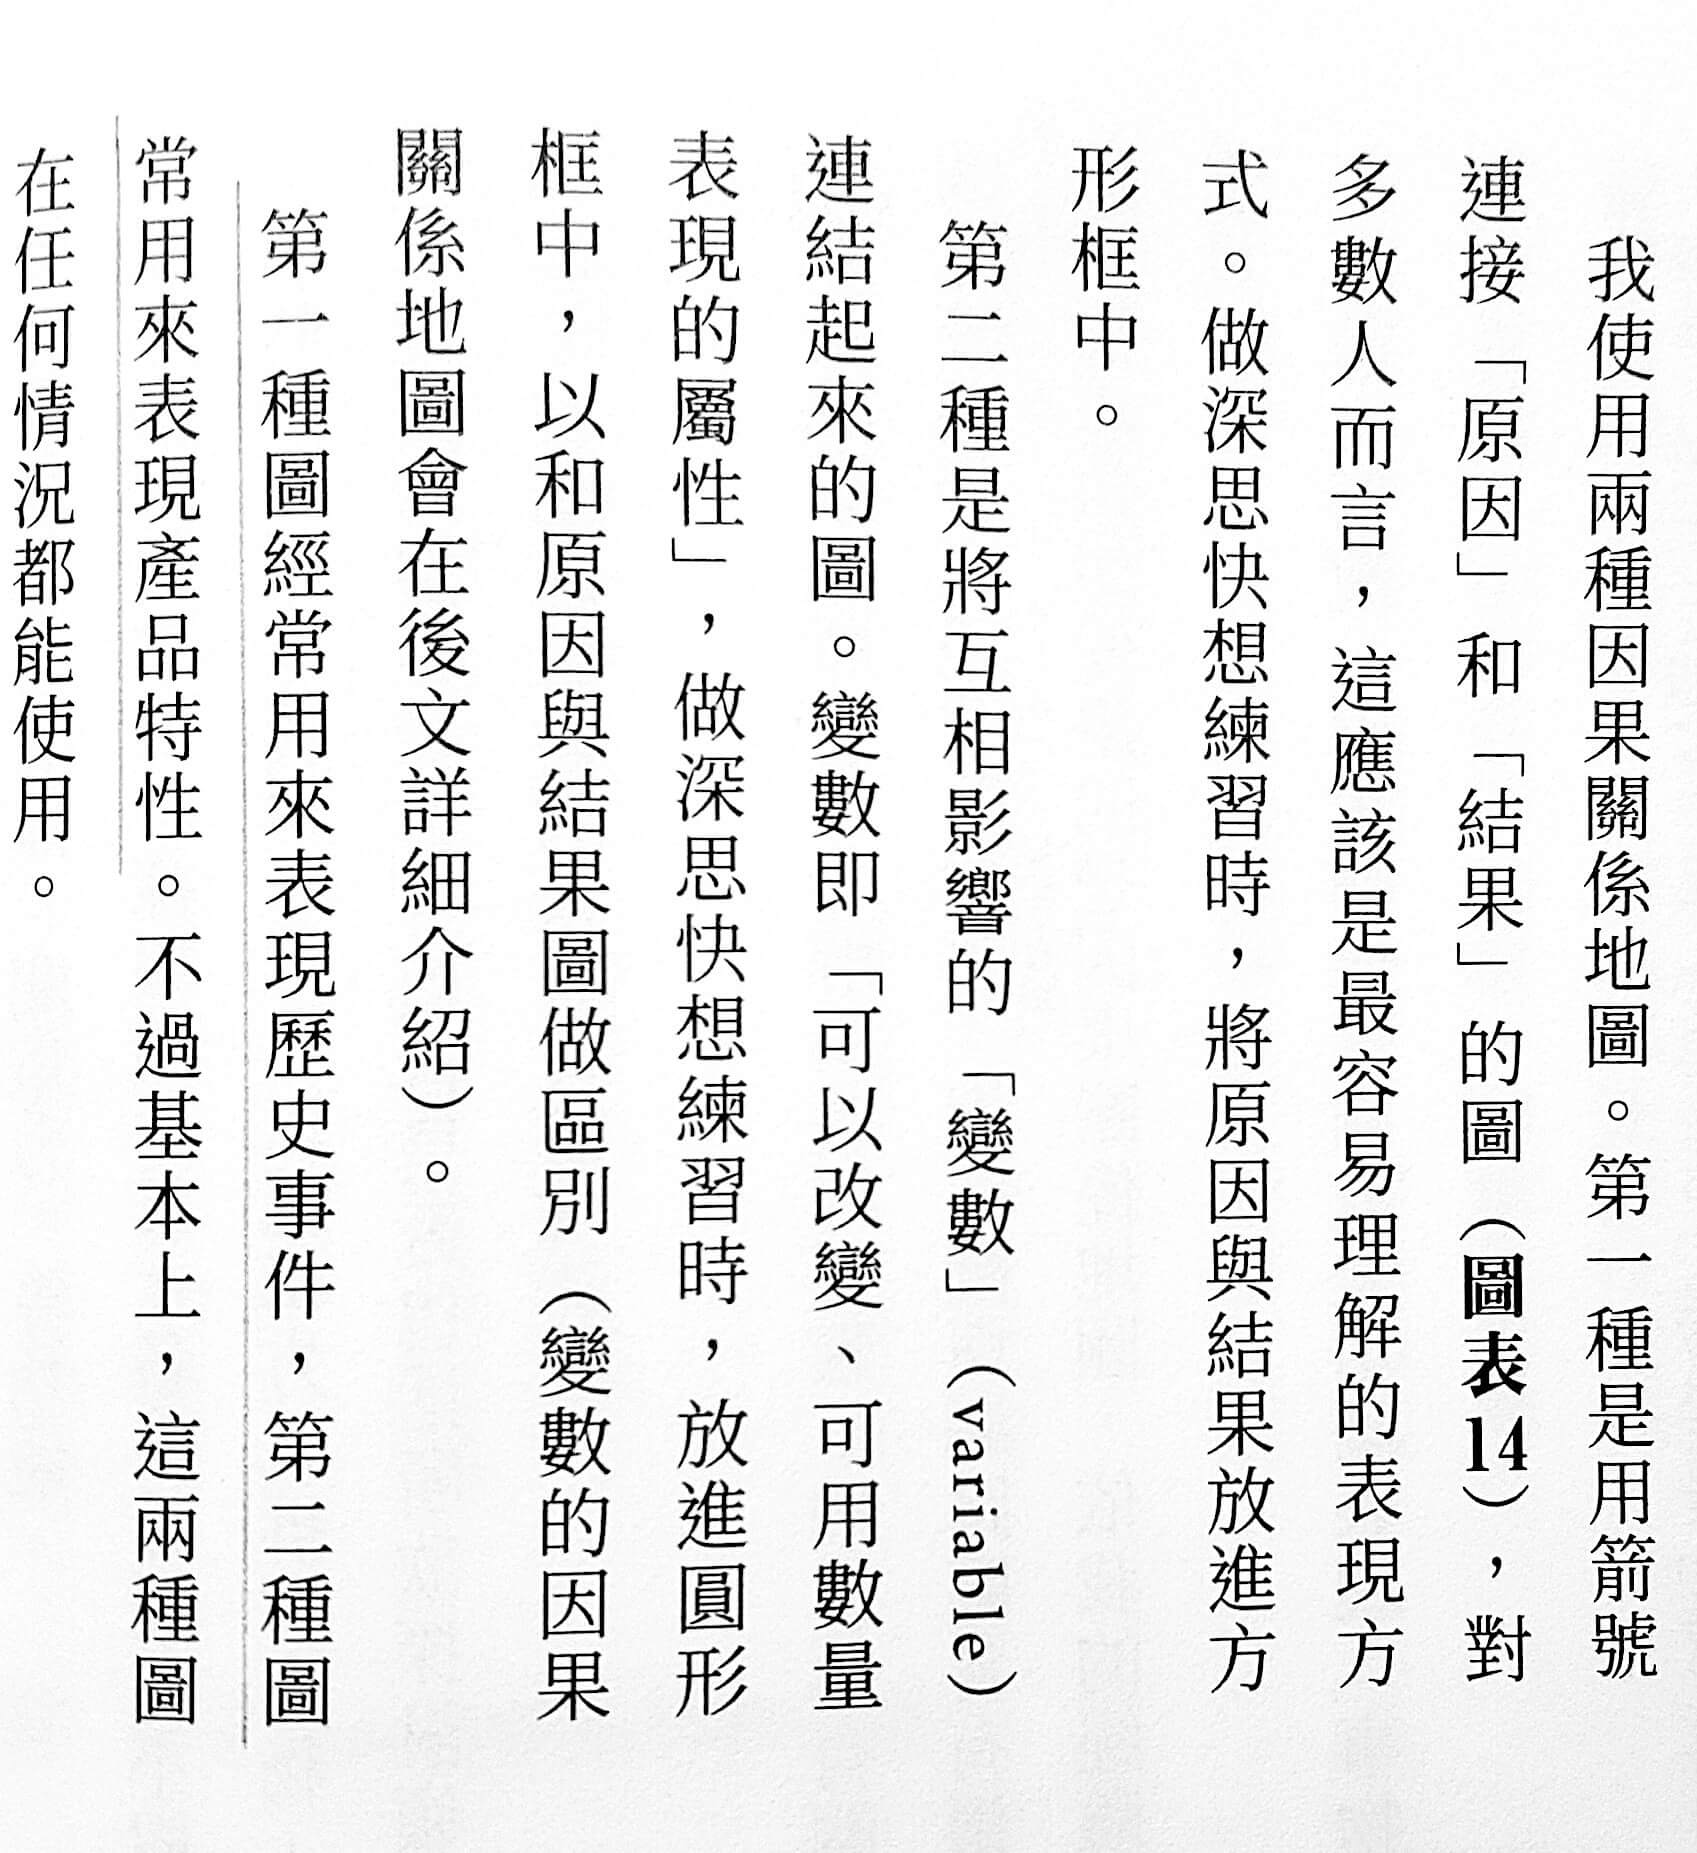 我使用兩種因果關係地圖。第一種是用箭號
連接「原因」和「結果」的圖（圖表14），對
多數人而言，這應該是最容易理解的表現方
式。做深思快想練習時，將原因與結果放進方
形框中。
第二種是將互相影響的「變數」（variable）
連結起來的圖。變數即「可以改變、可用數量
表現的屬性」，做深思快想練習時，放進圓形
框中，以和原因與結果圖做區別（變數的因果
關係地圖會在後文詳細介紹）。
第一種圖經常用來表現歷史事件，第二種圖
常用來表現產品特性。不過基本上，這兩種圖
在任何情況都能使用。